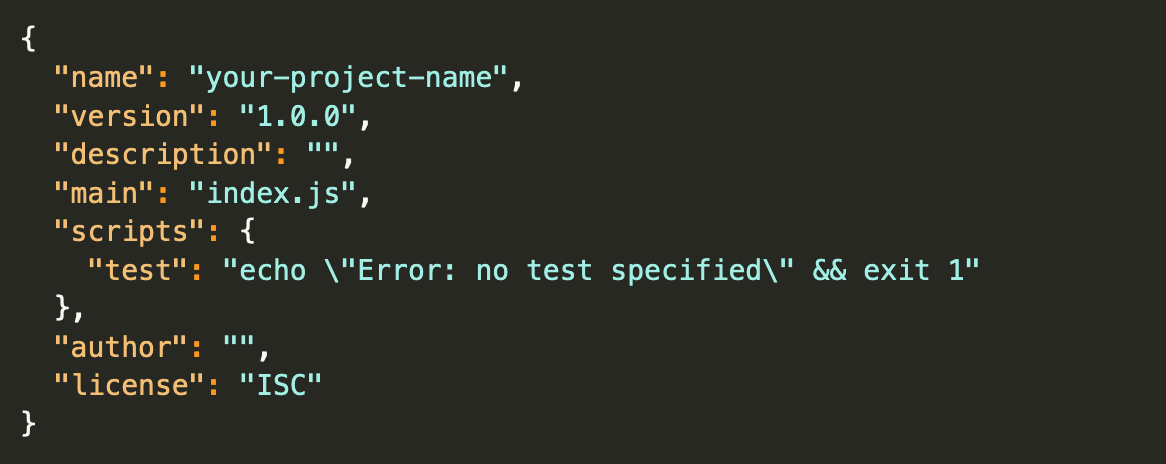 {
  "name": "your-project-name",
  "version": "1.0.0",
  "description": "",
  "main": "index.js",
  "scripts": {
    "test": "echo \"Error: no test specified\" && exit 1"
  },
  "author": "",
  "license": "ISC"
}